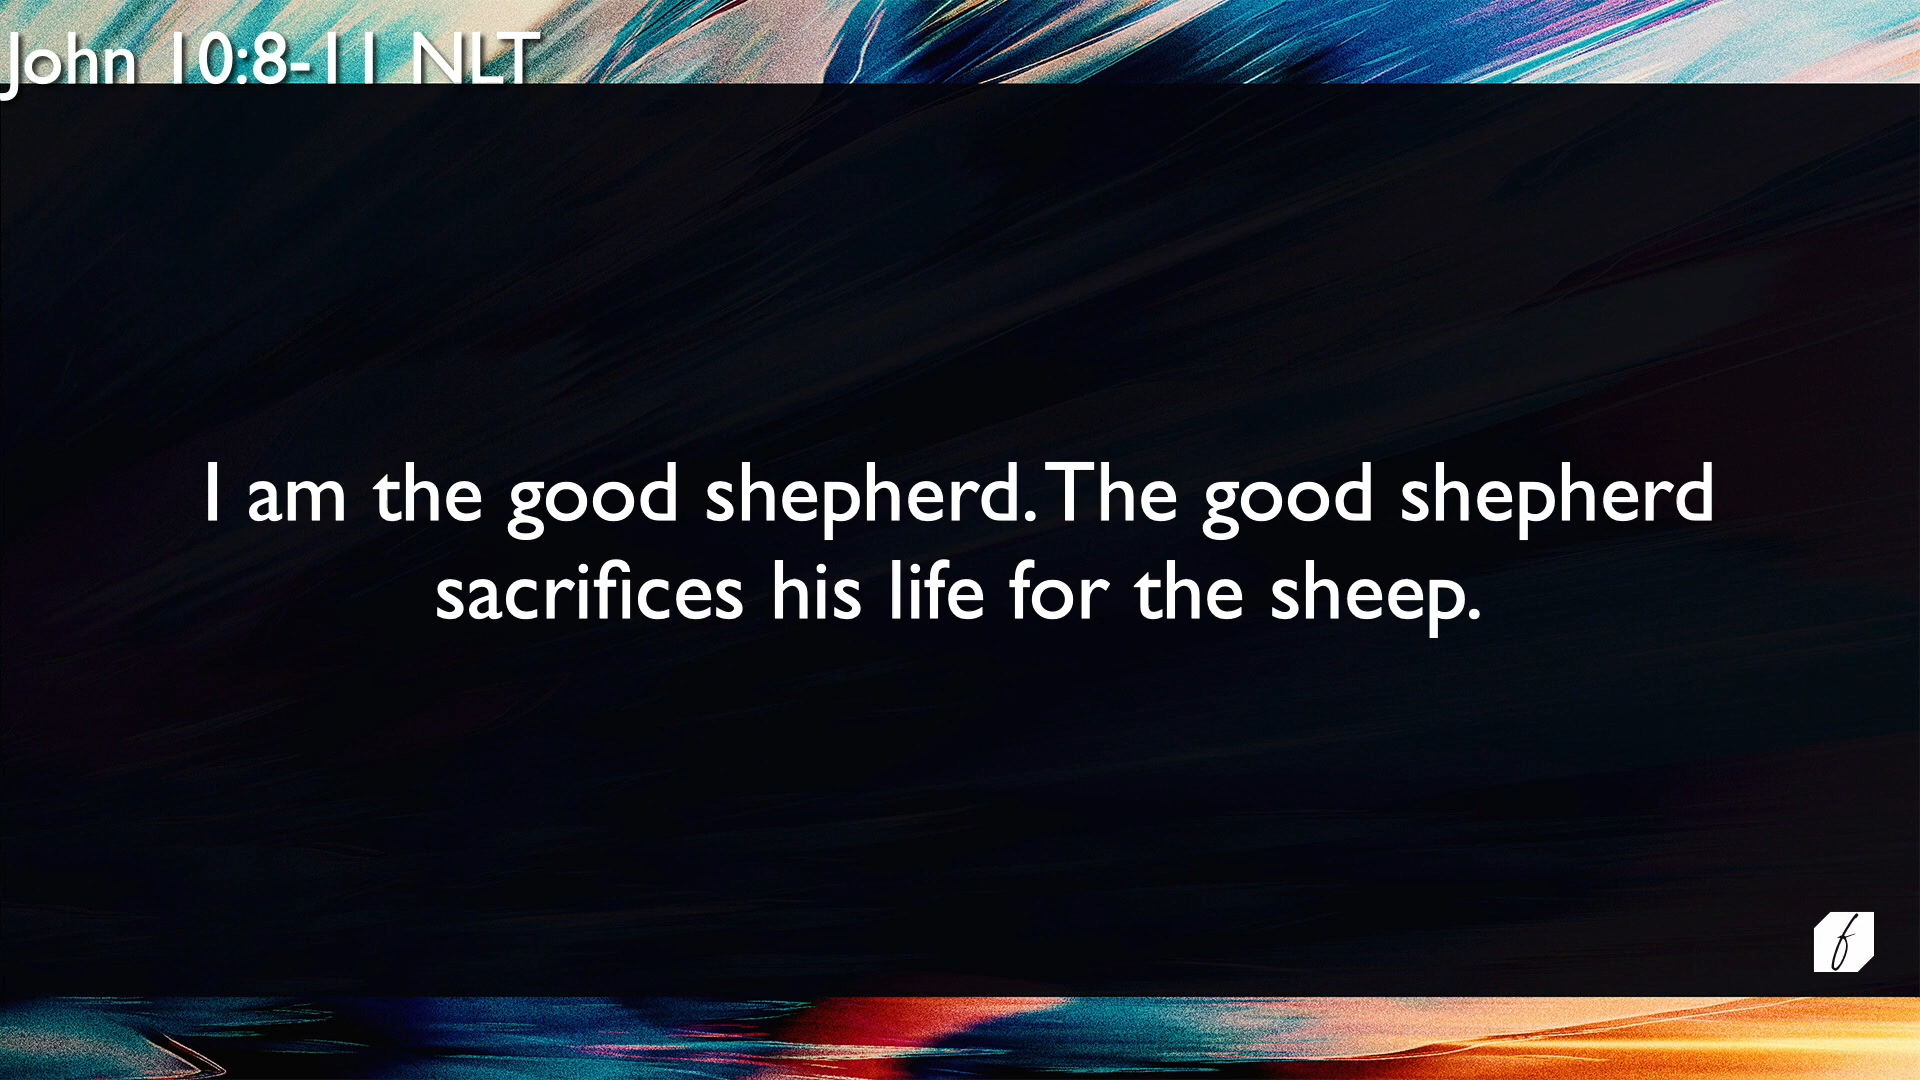 John 10:8-11 NLT
I am the good shepherd. The good shepherd
sacrifices his life for the sheep.
f